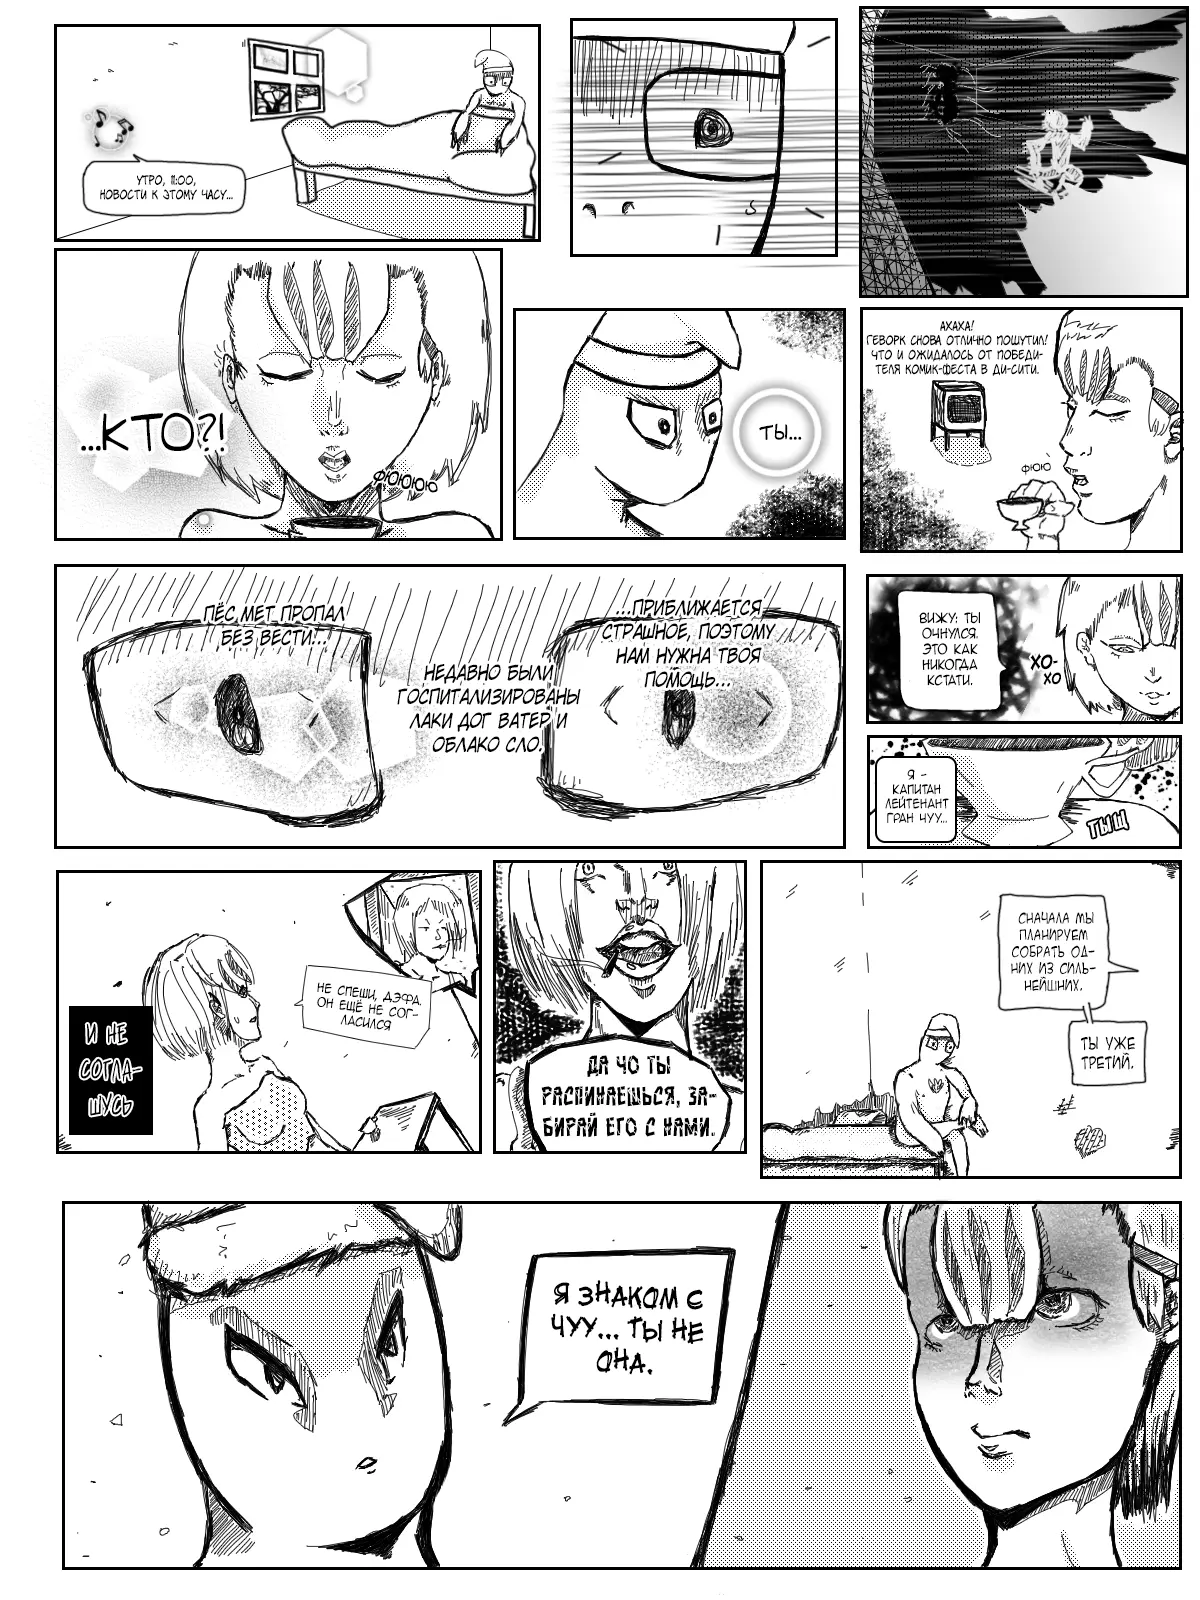 УТРО, 11:00,
НОВОСТИ К ЭТОМУ ЧАСУ...
...КТО?!
ФЮЮЮЮ
ТЫ...
АХАХА!
ГЕВОРК СНОВА ОТЛИЧНО ПОШУТИЛ!
ЧТО И ОЖИДАЛОСЬ ОТ ПОБЕДИ-
ТЕЛЯ КОМИК-ФЕСТА В ДИ-СИТИ.
ФЮЮ
ПЁС МЕТ ПРОПАЛ
БЕЗ ВЕСТИ...
НЕДАВНО БЫЛИ
ГОСПИТАЛИЗИРОВАНЫ
ЛАКИ ДОГ ВАТЕР И
ОБЛАКО СЛО.
...ПРИБЛИЖАЕТСЯ
СТРАШНОЕ, ПОЭТОМУ
НАМ НУЖНА ТВОЯ
ПОМОЩЬ...
ВИЖУ: ТЫ
ОЧНУЛСЯ.
ЭТО КАК
НИКОГДА
КСТАТИ.
ХО-
ХО
Я -
КАПИТАН
ЛЕЙТЕНАНТ
ГРАН ЧУУ...
ТЫЩ
И НЕ
СОГЛА-
ШУСЬ
НЕ СПЕШИ, ДЭФА.
ОН ЕЩЁ НЕ СОГ-
ЛАСИЛСЯ
ДА ЧО ТЫ
РАСПИНАЕШЬСЯ, ЗА-
БИРАЙ ЕГО С НАМИ.
СНАЧАЛА МЫ
ПЛАНИРУЕМ
СОБРАТЬ ОД-
НИХ ИЗ СИЛЬ-
НЕЙШИХ.
ТЫ УЖЕ
ТРЕТИЙ.
Я ЗНАКОМ С
ЧУУ... ТЫ НЕ
ОНА.